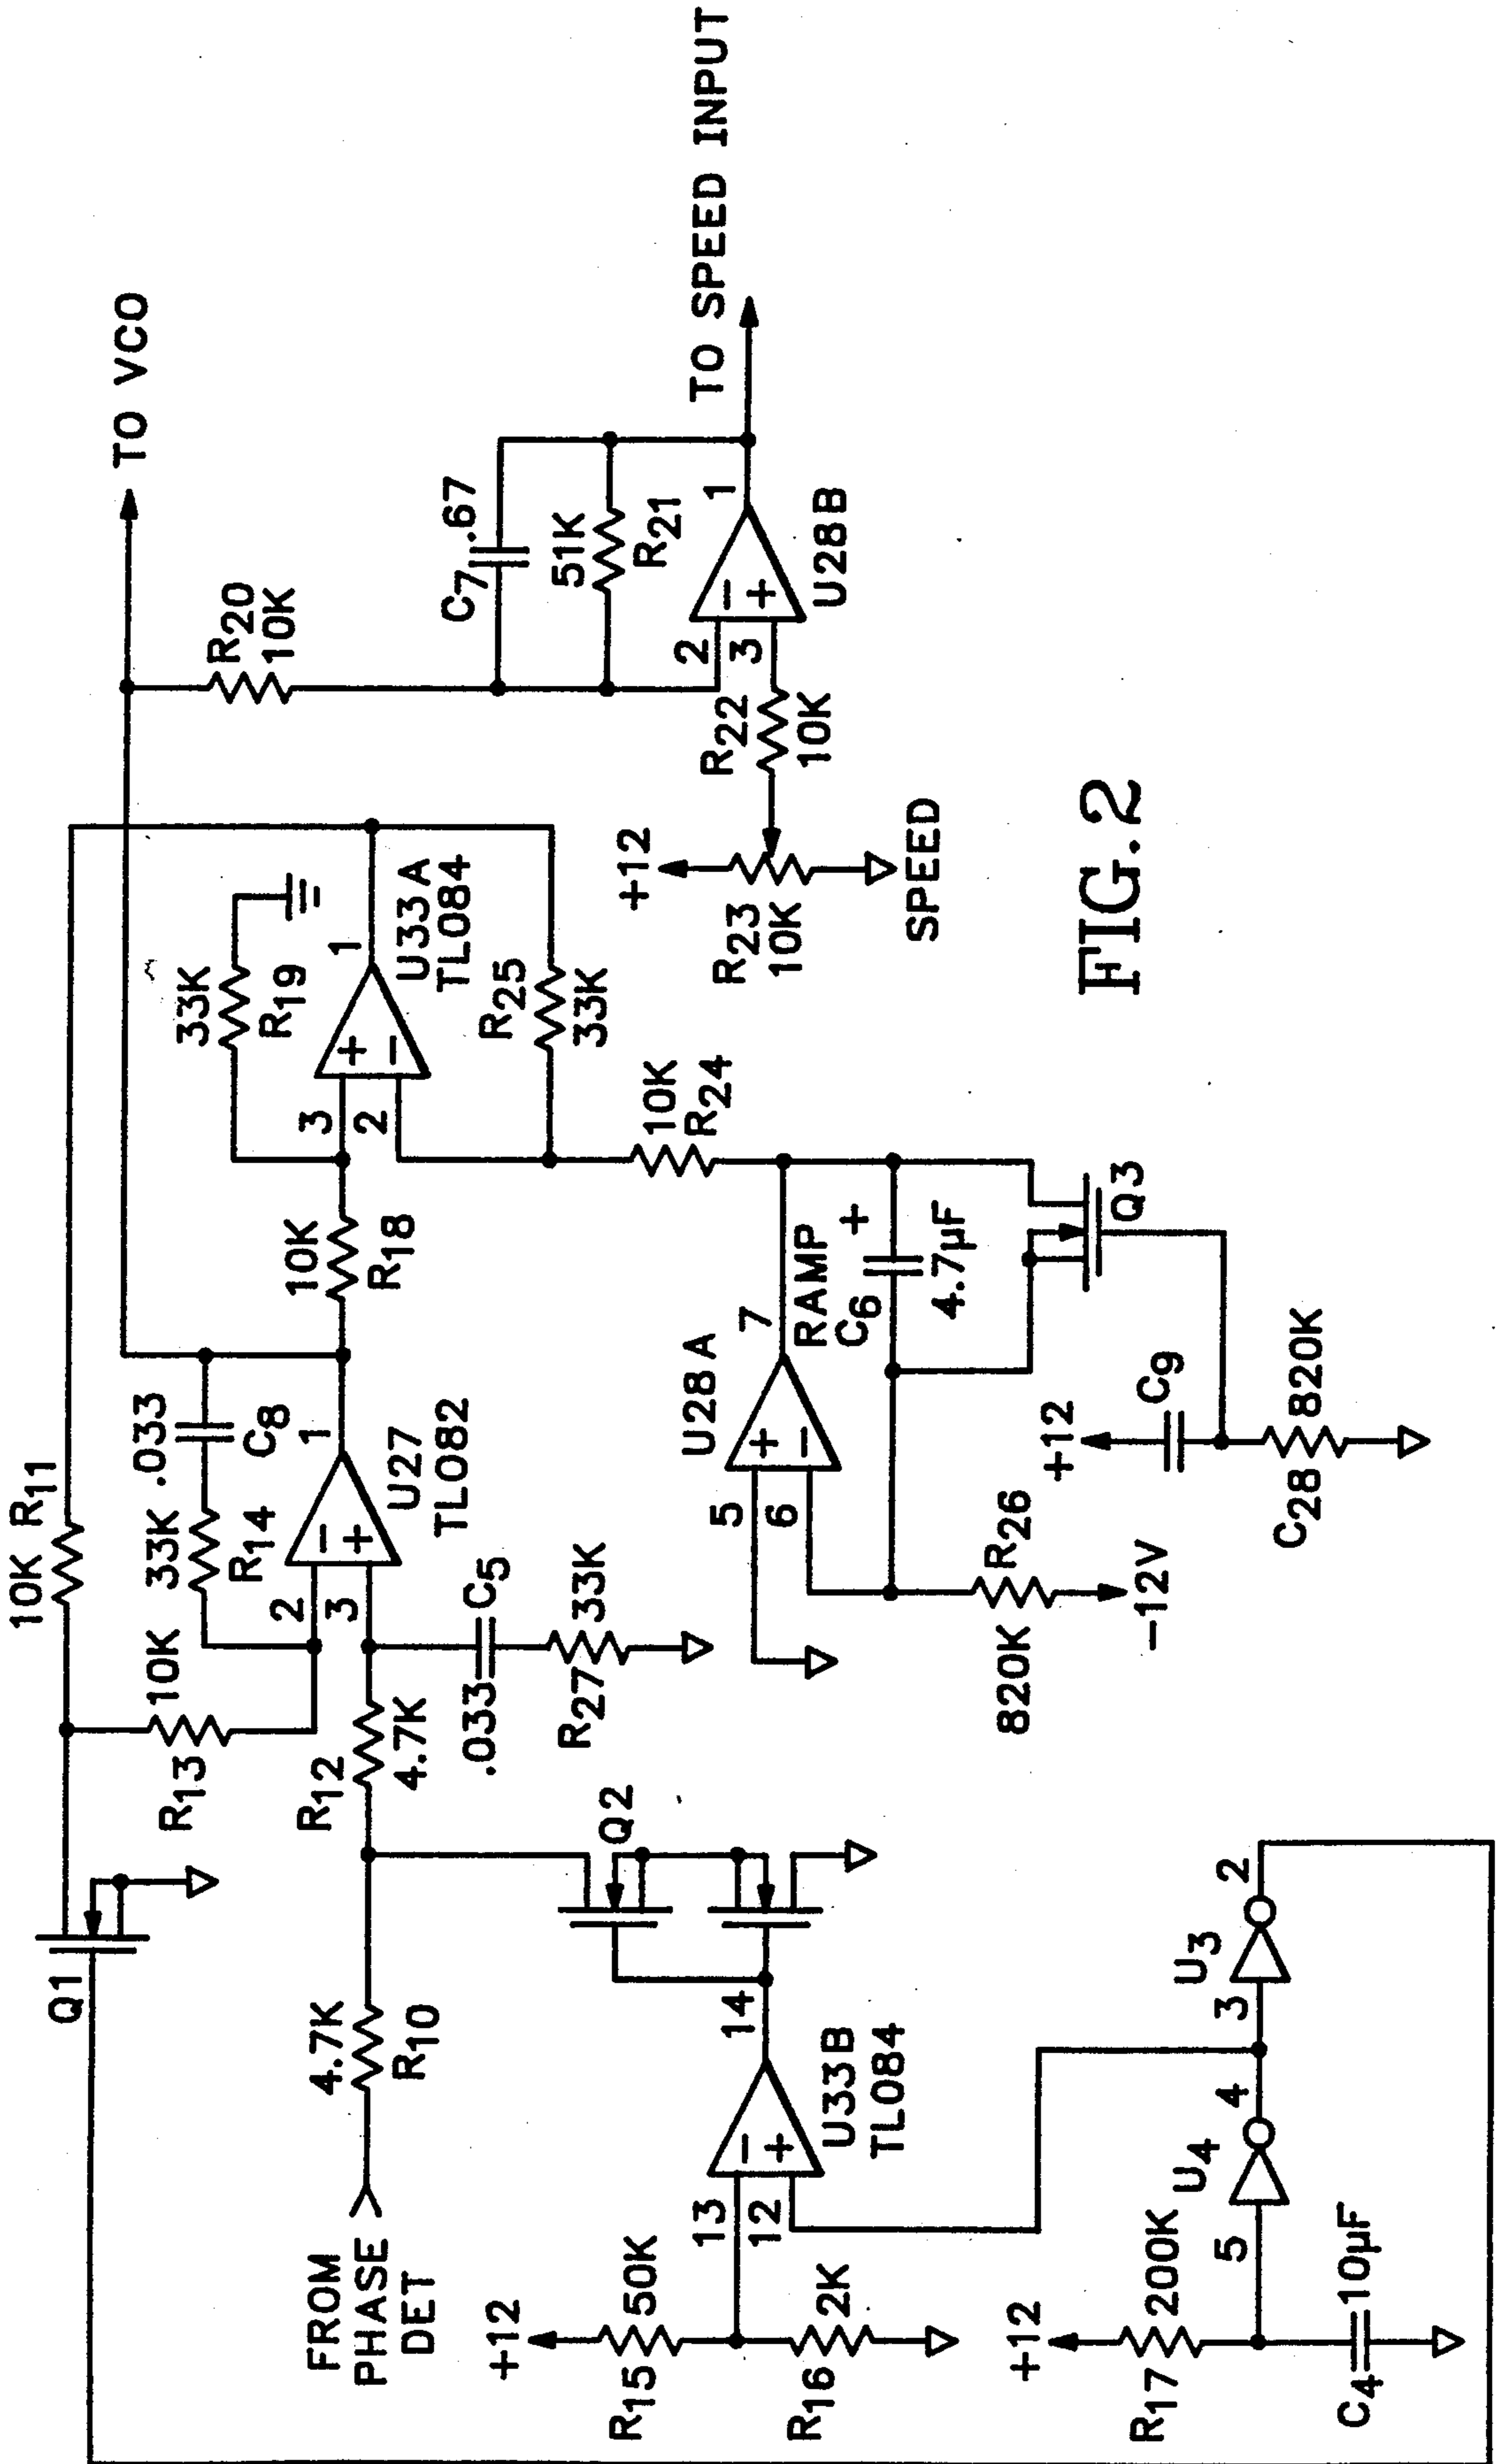 10K R11
TO VCO
Q1
R13
10K
33K
R14
.033
C8
2
3
1
U27
TL082
10K
R18
33K
R19
3
2
1
U33A
TL084
R25
33K
R20
10K
C7
.67
51K
R21
2
3
1
U28B
TO SPEED INPUT
R22
10K
+12
R23
10K
SPEED
FROM
PHASE
DET
4.7K
R10
R12
4.7K
.033
C5
R27
33K
Q2
10K
R24
+12
R15
50K
R16
2K
13
12
14
U33B
TL084
U28A
5
6
7
RAMP
C6
+
4.7µF
Q3
820K
R26
-12V
+12
C9
C28
820K
+12
R17
200K
C4
10µF
5
U4
4
3
U3
2
FIG.2